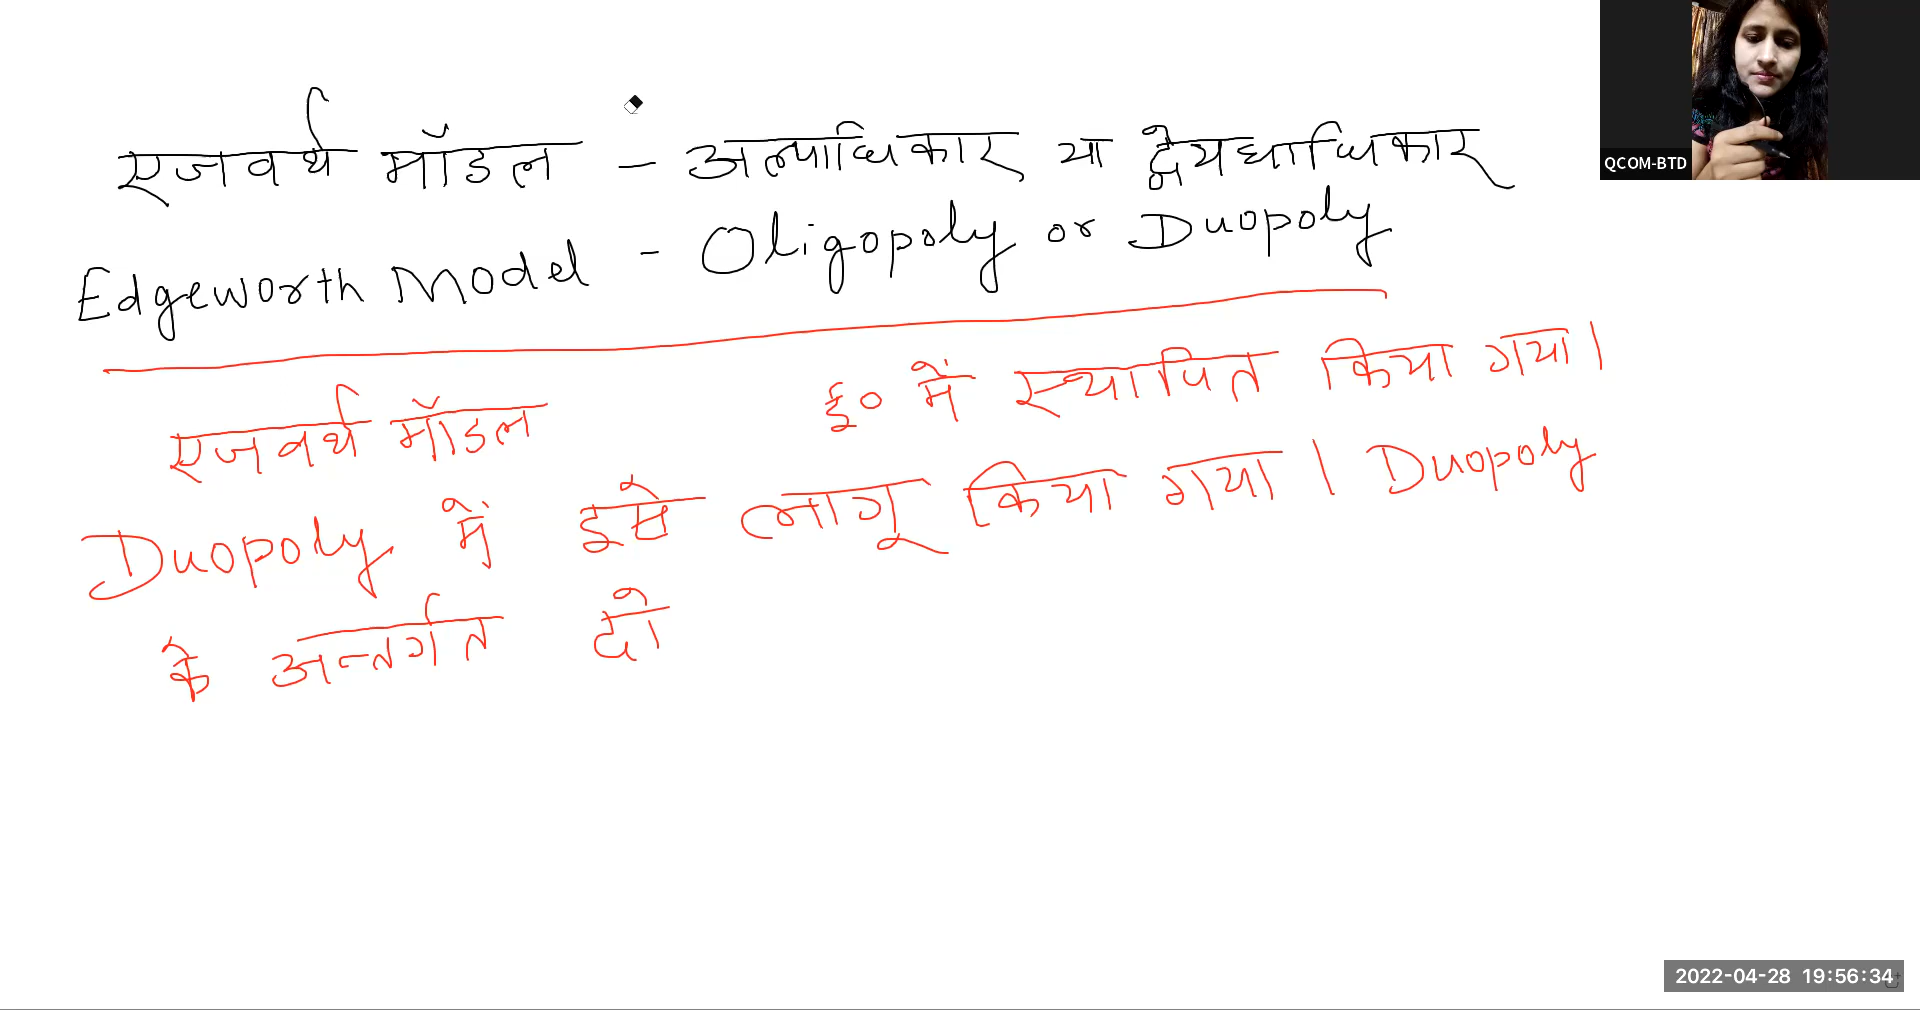 एजवर्थ मॉडल - अल्पाधिकार या द्वेयधाधिकार
Edgeworth Model - Oligopoly or Duopoly
एजवर्थ मॉडल ई० में स्थापित किया गया।
Duopoly में इसे लागू किया गया। Duopoly
के अन्तर्गत दो
QCOM-BTD
2022-04-28 19:56:34